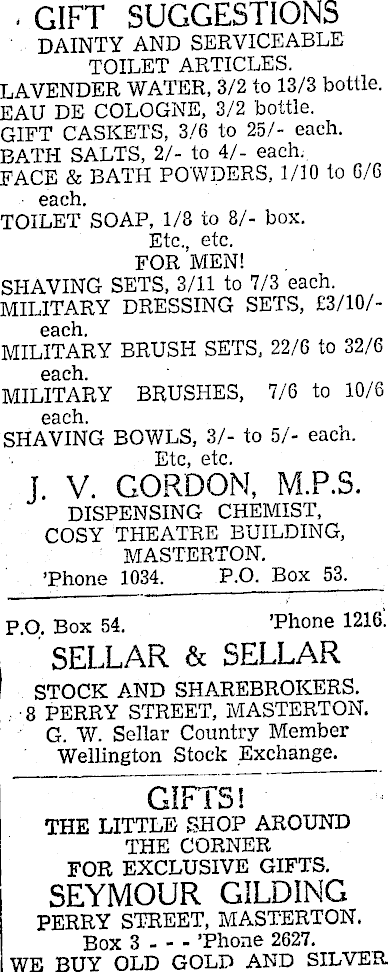 GIFT SUGGESTIONS
DAINTY AND SERVICEABLE
TOILET ARTICLES.
LAVENDER WATER, 3/2 to 13/3 bottle.
EAU DE COLOGNE, 3/2 bottle.
GIFT CASKETS, 3/6 to 25/- each.
BATH SALTS, 2/- to 4/- each.
FACE & BATH POWDERS, 1/10 to 6/6
each.
TOILET SOAP, 1/8 to 8/- box.
Etc., etc.
FOR MEN!
SHAVING SETS, 3/11 to 7/3 each.
MILITARY DRESSING SETS, £3/10/-
each.
MILITARY BRUSH SETS, 22/6 to 32/6
each.
MILITARY BRUSHES, 7/6 to 10/6
each.
SHAVING BOWLS, 3/- to 5/- each.
Etc, etc.
J. V. GORDON, M.P.S.
DISPENSING CHEMIST,
COSY THEATRE BUILDING,
MASTERTON.
'Phone 1034. P.O. Box 53.
P.O. Box 54. 'Phone 1216.
SELLAR & SELLAR
STOCK AND SHAREBROKERS.
8 PERRY STREET, MASTERTON.
G. W. Sellar Country Member
Wellington Stock Exchange.
GIFTS!
THE LITTLE SHOP AROUND
THE CORNER
FOR EXCLUSIVE GIFTS.
SEYMOUR GILDING
PERRY STREET, MASTERTON.
Box 3 - - - 'Phone 2627.
WE BUY OLD GOLD AND SILVER